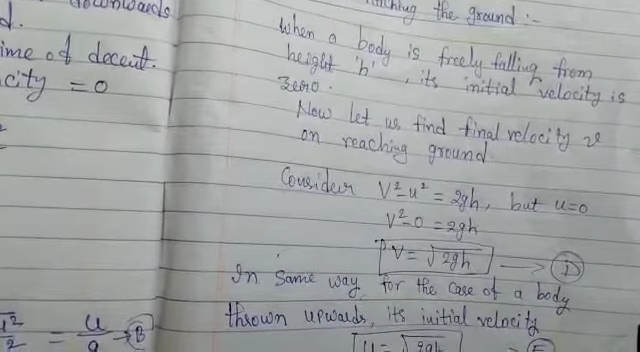 downwards
d.
ime of decent.
city = 0
the ground :-
When a body is freely falling from
height 'h', its initial velocity is
zero.
Now let us find final velocity v
on reaching ground.
Consider V²-u² = 2gh, but u=0
V²-0 = 2gh
V = √2gh → (i)
In same way, for the case of a body
thrown upwards, its initial velocity
= u/g → B
U = √2gh